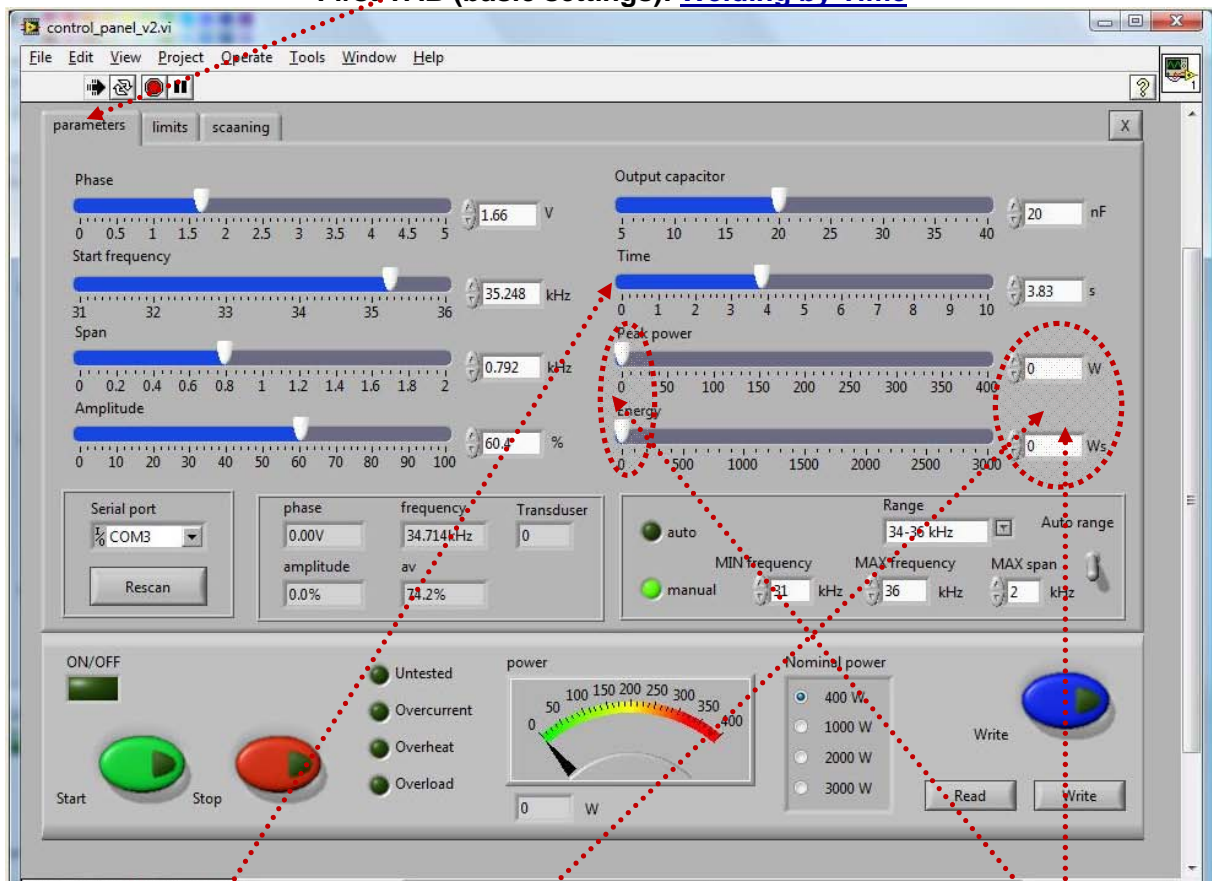 First TAB (basic settings): Welding by Time
control_panel_v2.vi
File Edit View Project Operate Tools Window Help
parameters limits scaaning X
Phase
0 0.5 1 1.5 2 2.5 3 3.5 4 4.5 5
1.66 V
Output capacitor
5 10 15 20 25 30 35 40
20 nF
Start frequency
31 32 33 34 35 36
35.248 kHz
Time
0 1 2 3 4 5 6 7 8 9 10
3.83 s
Span
0 0.2 0.4 0.6 0.8 1 1.2 1.4 1.6 1.8 2
0.792 kHz
Peak power
0 50 100 150 200 250 300 350 400
0 W
Amplitude
0 10 20 30 40 50 60 70 80 90 100
60.4 %
Energy
0 500 1000 1500 2000 2500 3000
0 Ws
Serial port
COM3
Rescan
phase frequency Transduser
0.00V 34.714kHz 0
amplitude av
0.0% 74.2%
Range
auto 34-36 kHz Auto range
MIN frequency MAX frequency MAX span
manual 31 kHz 36 kHz 2 kHz
ON/OFF
Start Stop
Untested
Overcurrent
Overheat
Overload
power
0 50 100 150 200 250 300 350 400
0 W
Nominal power
400 W
1000 W
2000 W
3000 W
Write
Read Write